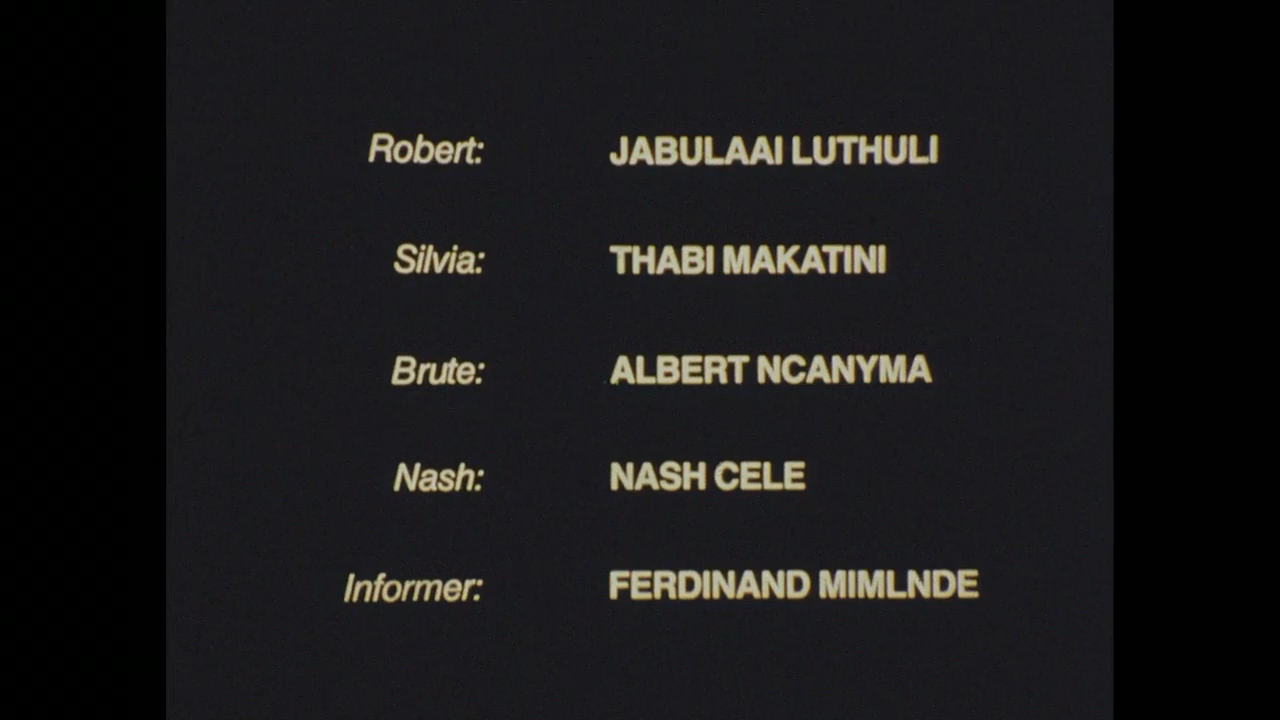 Robert: JABULAAI LUTHULI
Silvia: THABI MAKATINI
Brute: ALBERT NCANYMA
Nash: NASH CELE
Informer: FERDINAND MIMLNDE